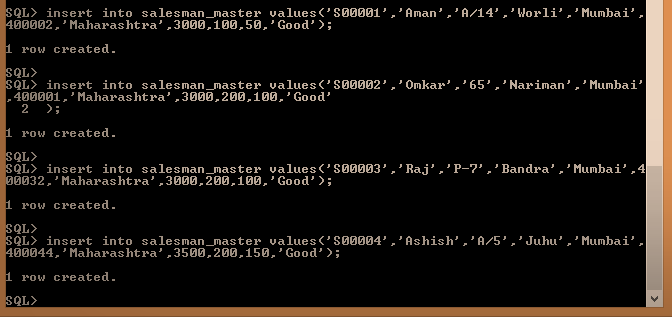 SQL> insert into salesman_master values('S00001','Aman','A/14','Worli','Mumbai',
400002,'Maharashtra',3000,100,50,'Good');
1 row created.
SQL>
SQL> insert into salesman_master values('S00002','Omkar','65','Nariman','Mumbai'
,400001,'Maharashtra',3000,200,100,'Good'
2 );
1 row created.
SQL>
SQL> insert into salesman_master values('S00003','Raj','P-7','Bandra','Mumbai',4
00032,'Maharashtra',3000,200,100,'Good');
1 row created.
SQL>
SQL> insert into salesman_master values('S00004','Ashish','A/5','Juhu','Mumbai',
400044,'Maharashtra',3500,200,150,'Good');
1 row created.
SQL>